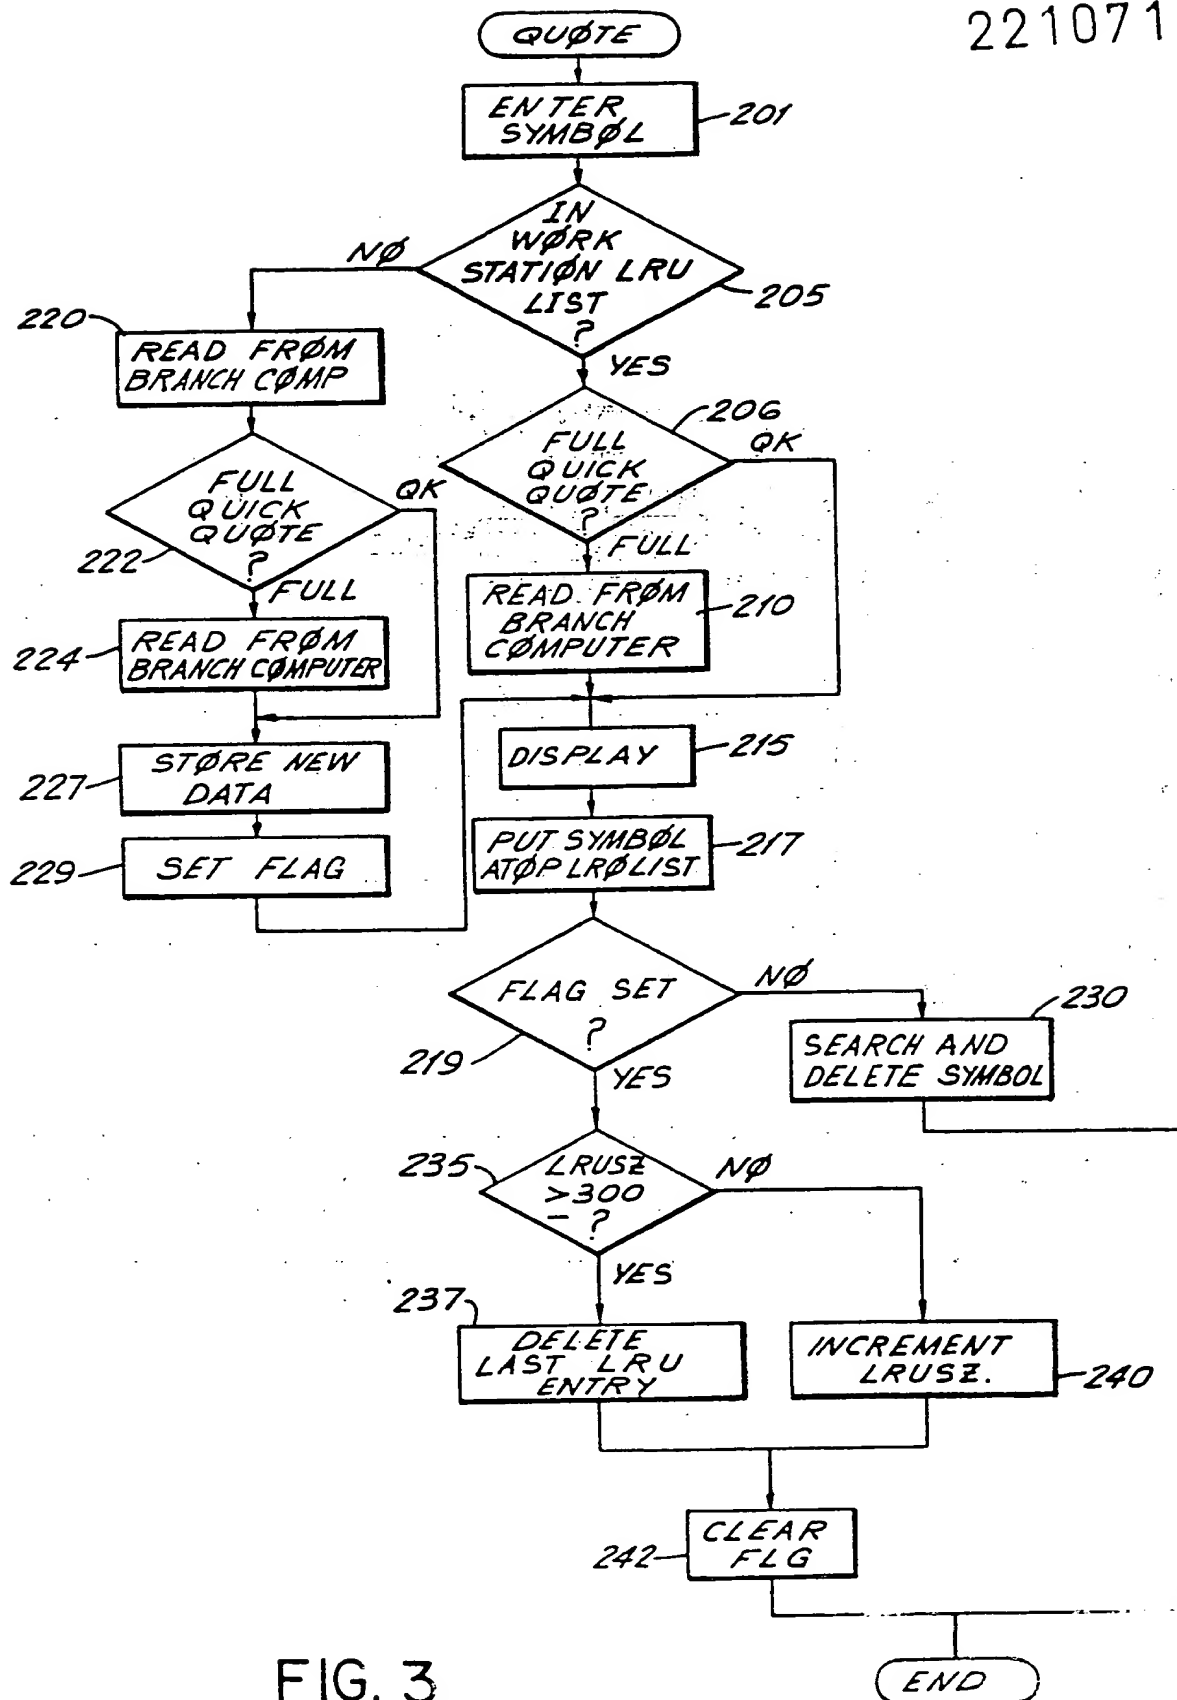 221071
QUØTE
ENTER
SYMBØL
201
IN
WØRK
STATIØN LRU
LIST
?
205
NØ
YES
220
READ FRØM
BRANCH CØMP
206
FULL
QUICK
QUØTE
?
QK
FULL
FULL
QUICK
QUØTE
?
222
QK
FULL
READ FRØM
BRANCH
CØMPUTER
210
224
READ FRØM
BRANCH CØMPUTER
DISPLAY
215
227
STØRE NEW
DATA
PUT SYMBØL
ATØP LRØLIST
217
229
SET FLAG
FLAG SET
?
219
NØ
YES
230
SEARCH AND
DELETE SYMBOL
235
LRUSZ
>300
– ?
NØ
YES
237
DELETE
LAST LRU
ENTRY
INCREMENT
LRUSZ.
240
CLEAR
FLG
242
END
FIG. 3